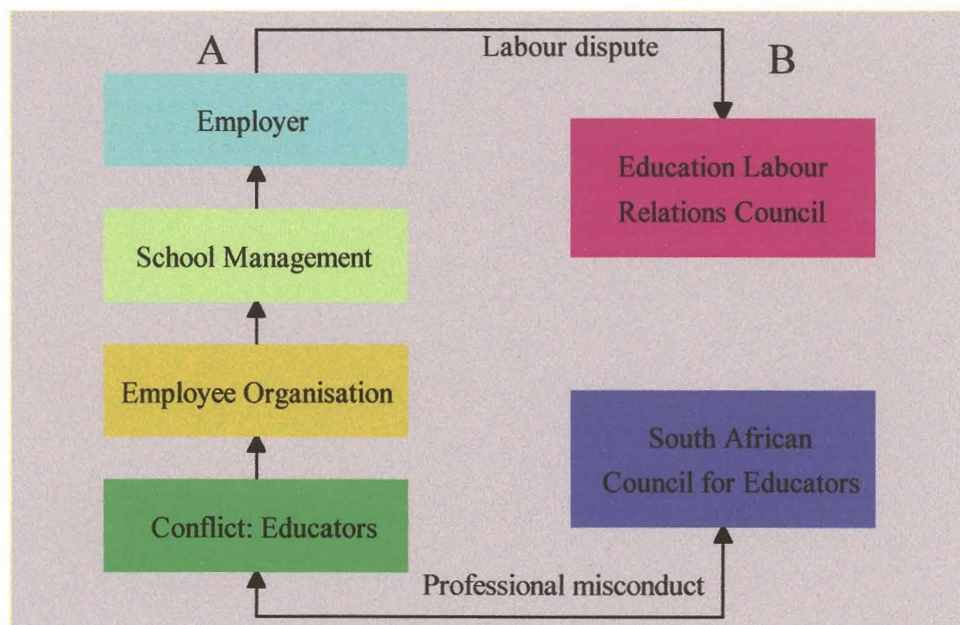 A
Labour dispute
B
Employer
Education Labour
Relations Council
School Management
Employee Organisation
South African
Council for Educators
Conflict: Educators
Professional misconduct